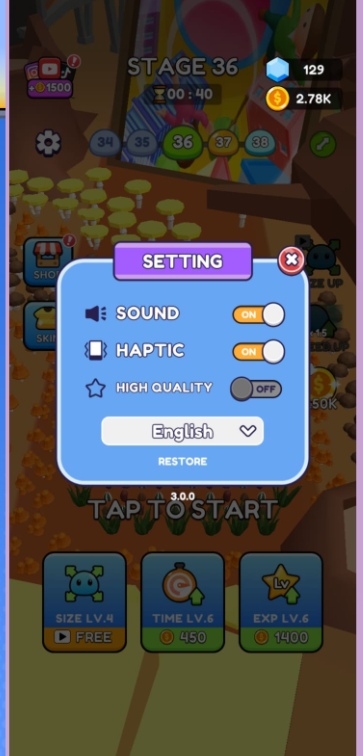 STAGE 36
129
+ 1500
00 : 40
2.78K
34
35
36
37
38
SETTING
SHOP
SOUND
ON
HAPTIC
ON
HIGH QUALITY
OFF
English
RESTORE
3.0.0
TAP TO START
SIZE LV.4
TIME LV.6
EXP LV.6
Lv
FREE
450
1400